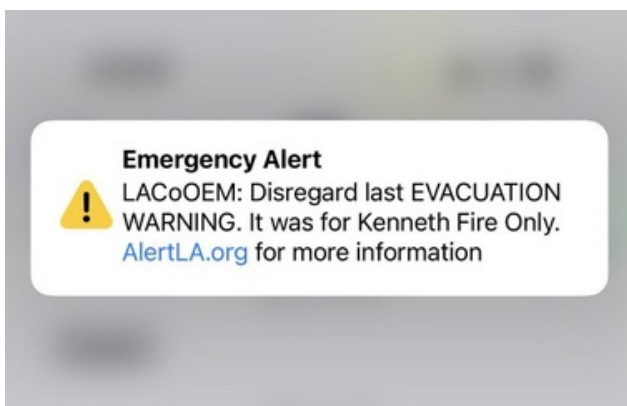 Emergency Alert
LACoOEM: Disregard last EVACUATION
WARNING. It was for Kenneth Fire Only.
AlertLA.org for more information